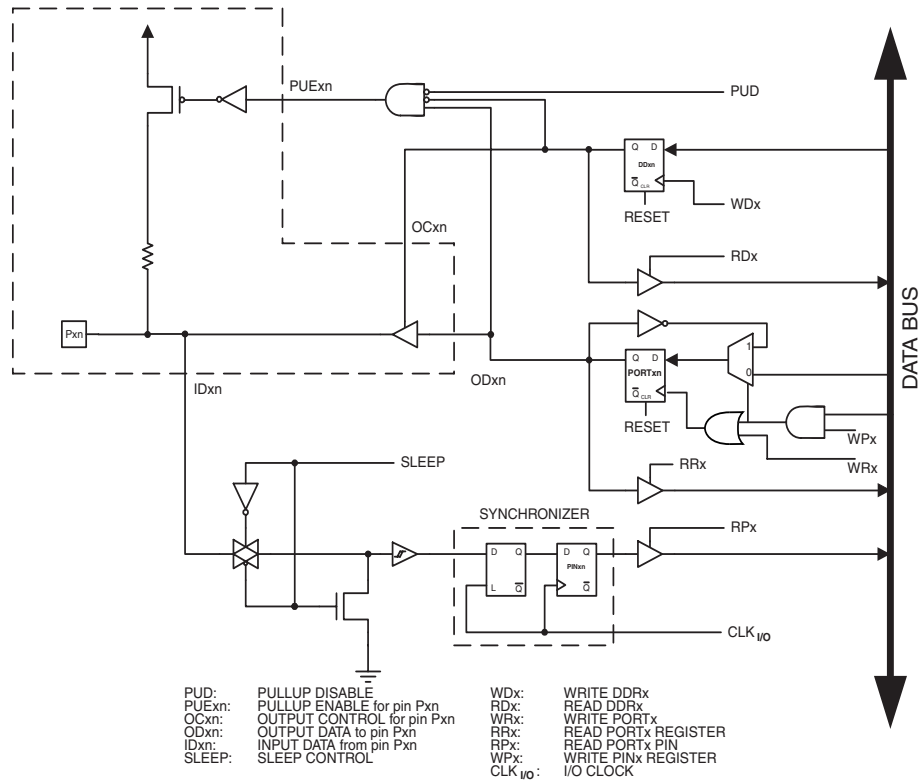 PUExn
PUD
Q D
DDxn
Q CLR
RESET
WDx
OCxn
RDx
Pxn
ODxn
IDxn
1
0
Q D
PORTxn
Q CLR
RESET
WPx
WRx
SLEEP
RRx
SYNCHRONIZER
RPx
D Q
L Q
D Q
PINxn
Q
CLK I/O
DATA BUS
PUD: PULLUP DISABLE
PUExn: PULLUP ENABLE for pin Pxn
OCxn: OUTPUT CONTROL for pin Pxn
ODxn: OUTPUT DATA to pin Pxn
IDxn: INPUT DATA from pin Pxn
SLEEP: SLEEP CONTROL
WDx: WRITE DDRx
RDx: READ DDRx
WRx: WRITE PORTx
RRx: READ PORTx REGISTER
RPx: READ PORTx PIN
WPx: WRITE PINx REGISTER
CLK I/O : I/O CLOCK